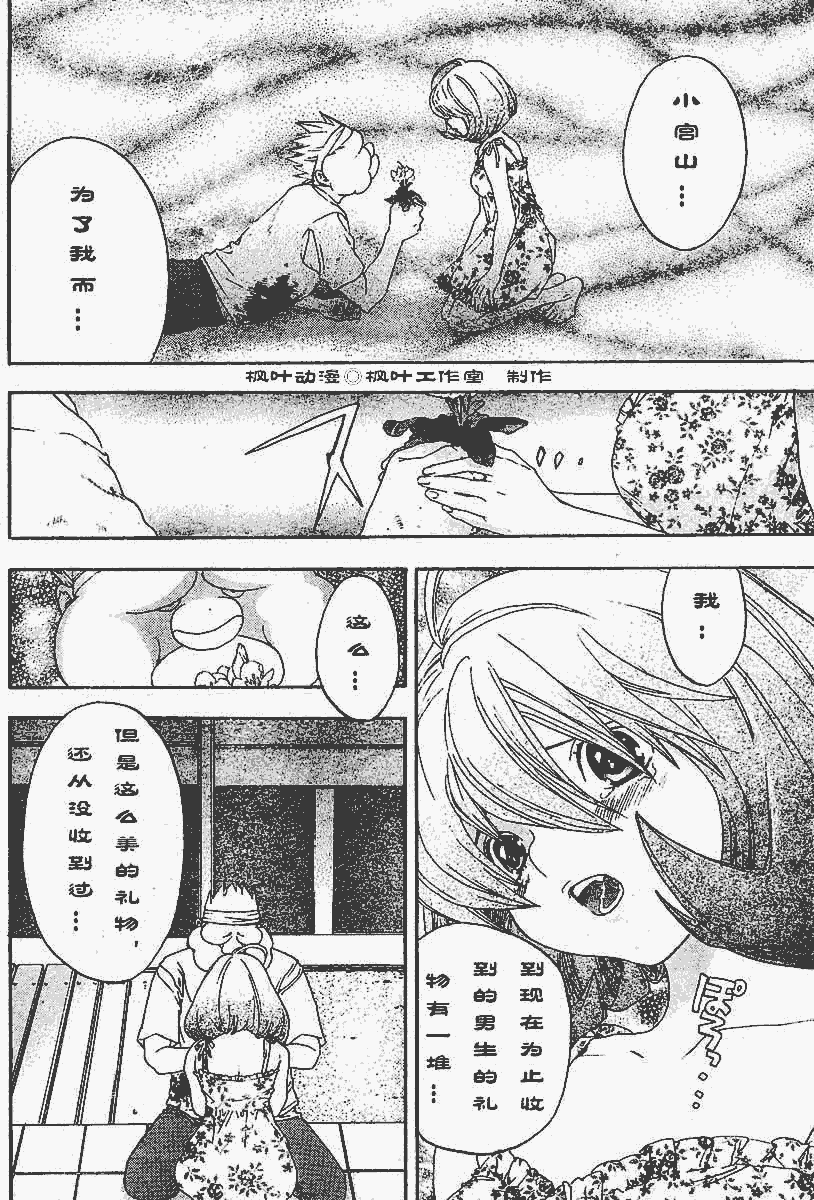 小宫山…
为了我而…
枫叶动漫◎枫叶工作室 制作
我…
到现在为止收
到的男生的礼
物有一堆…
ぽ~~…
这么…
但是这么美的礼物，
还从没收到过…